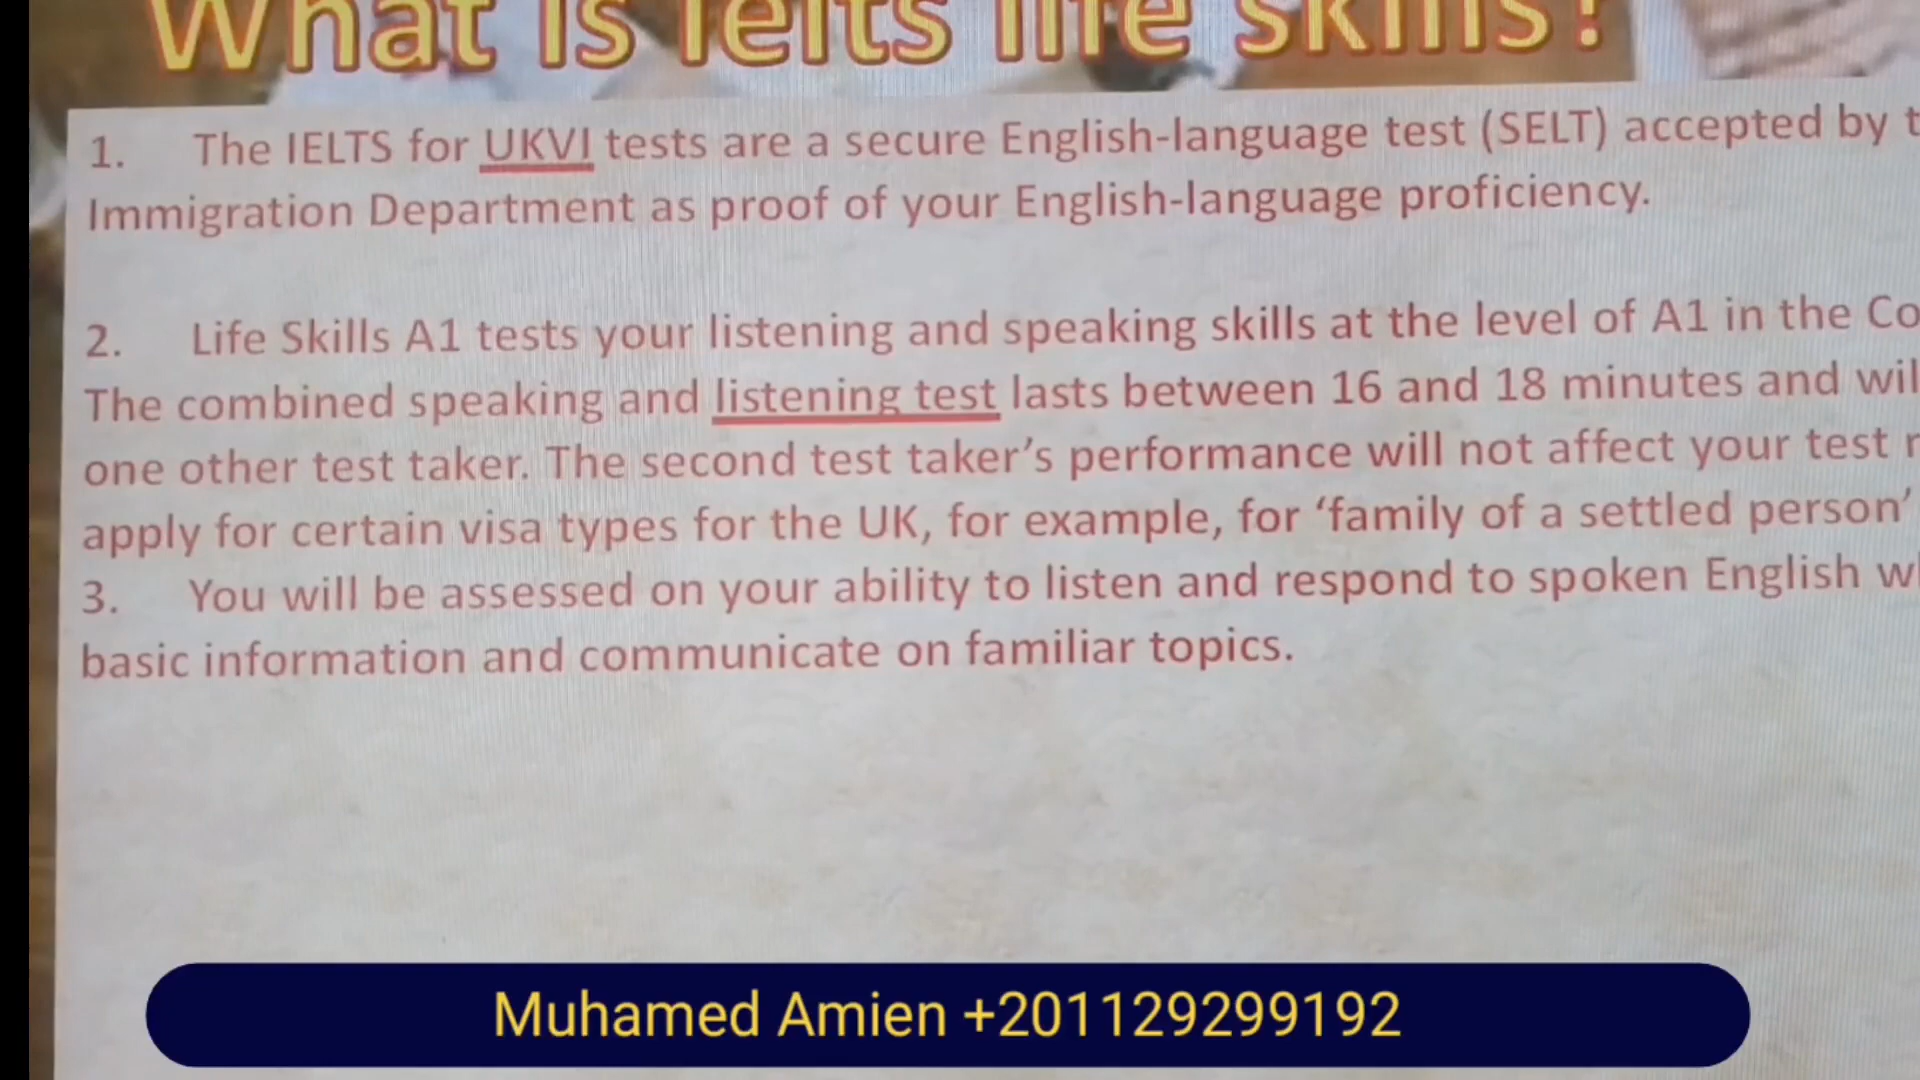 What is Ielts life skills?
1. The IELTS for UKVI tests are a secure English-language test (SELT) accepted by
Immigration Department as proof of your English-language proficiency.
2. Life Skills A1 tests your listening and speaking skills at the level of A1 in the
The combined speaking and listening test lasts between 16 and 18 minutes and
one other test taker. The second test taker’s performance will not affect your test
apply for certain visa types for the UK, for example, for ‘family of a settled person’
3. You will be assessed on your ability to listen and respond to spoken English
basic information and communicate on familiar topics.
Muhamed Amien +201129299192